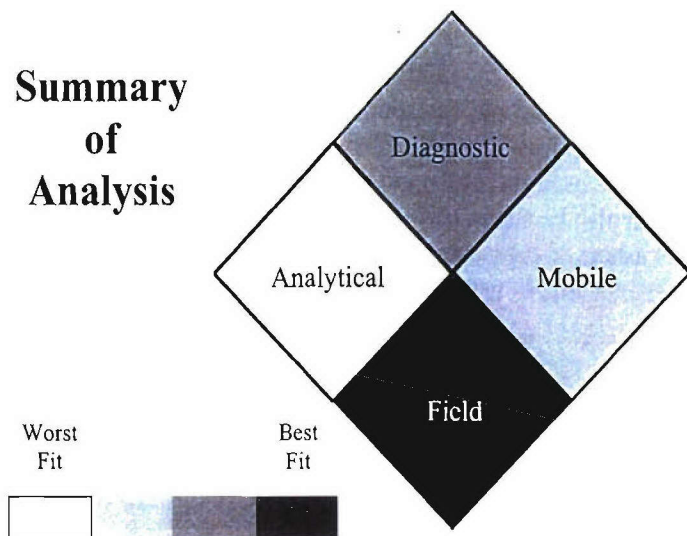 Summary
of
Analysis
Diagnostic
Analytical
Mobile
Field
Worst
Fit
Best
Fit